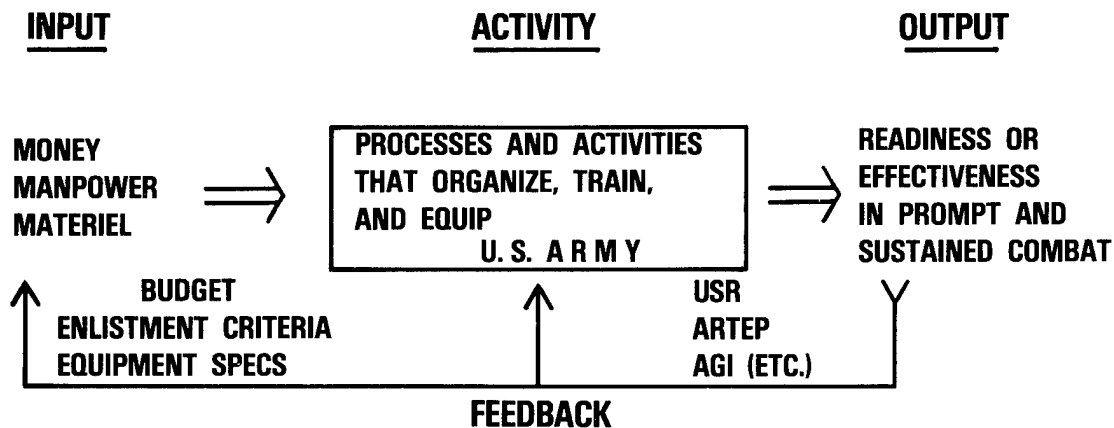 INPUT
ACTIVITY
OUTPUT
MONEY
MANPOWER
MATERIEL
PROCESSES AND ACTIVITIES
THAT ORGANIZE, TRAIN,
AND EQUIP
U. S. A R M Y
READINESS OR
EFFECTIVENESS
IN PROMPT AND
SUSTAINED COMBAT
BUDGET
ENLISTMENT CRITERIA
EQUIPMENT SPECS
USR
ARTEP
AGI (ETC.)
FEEDBACK